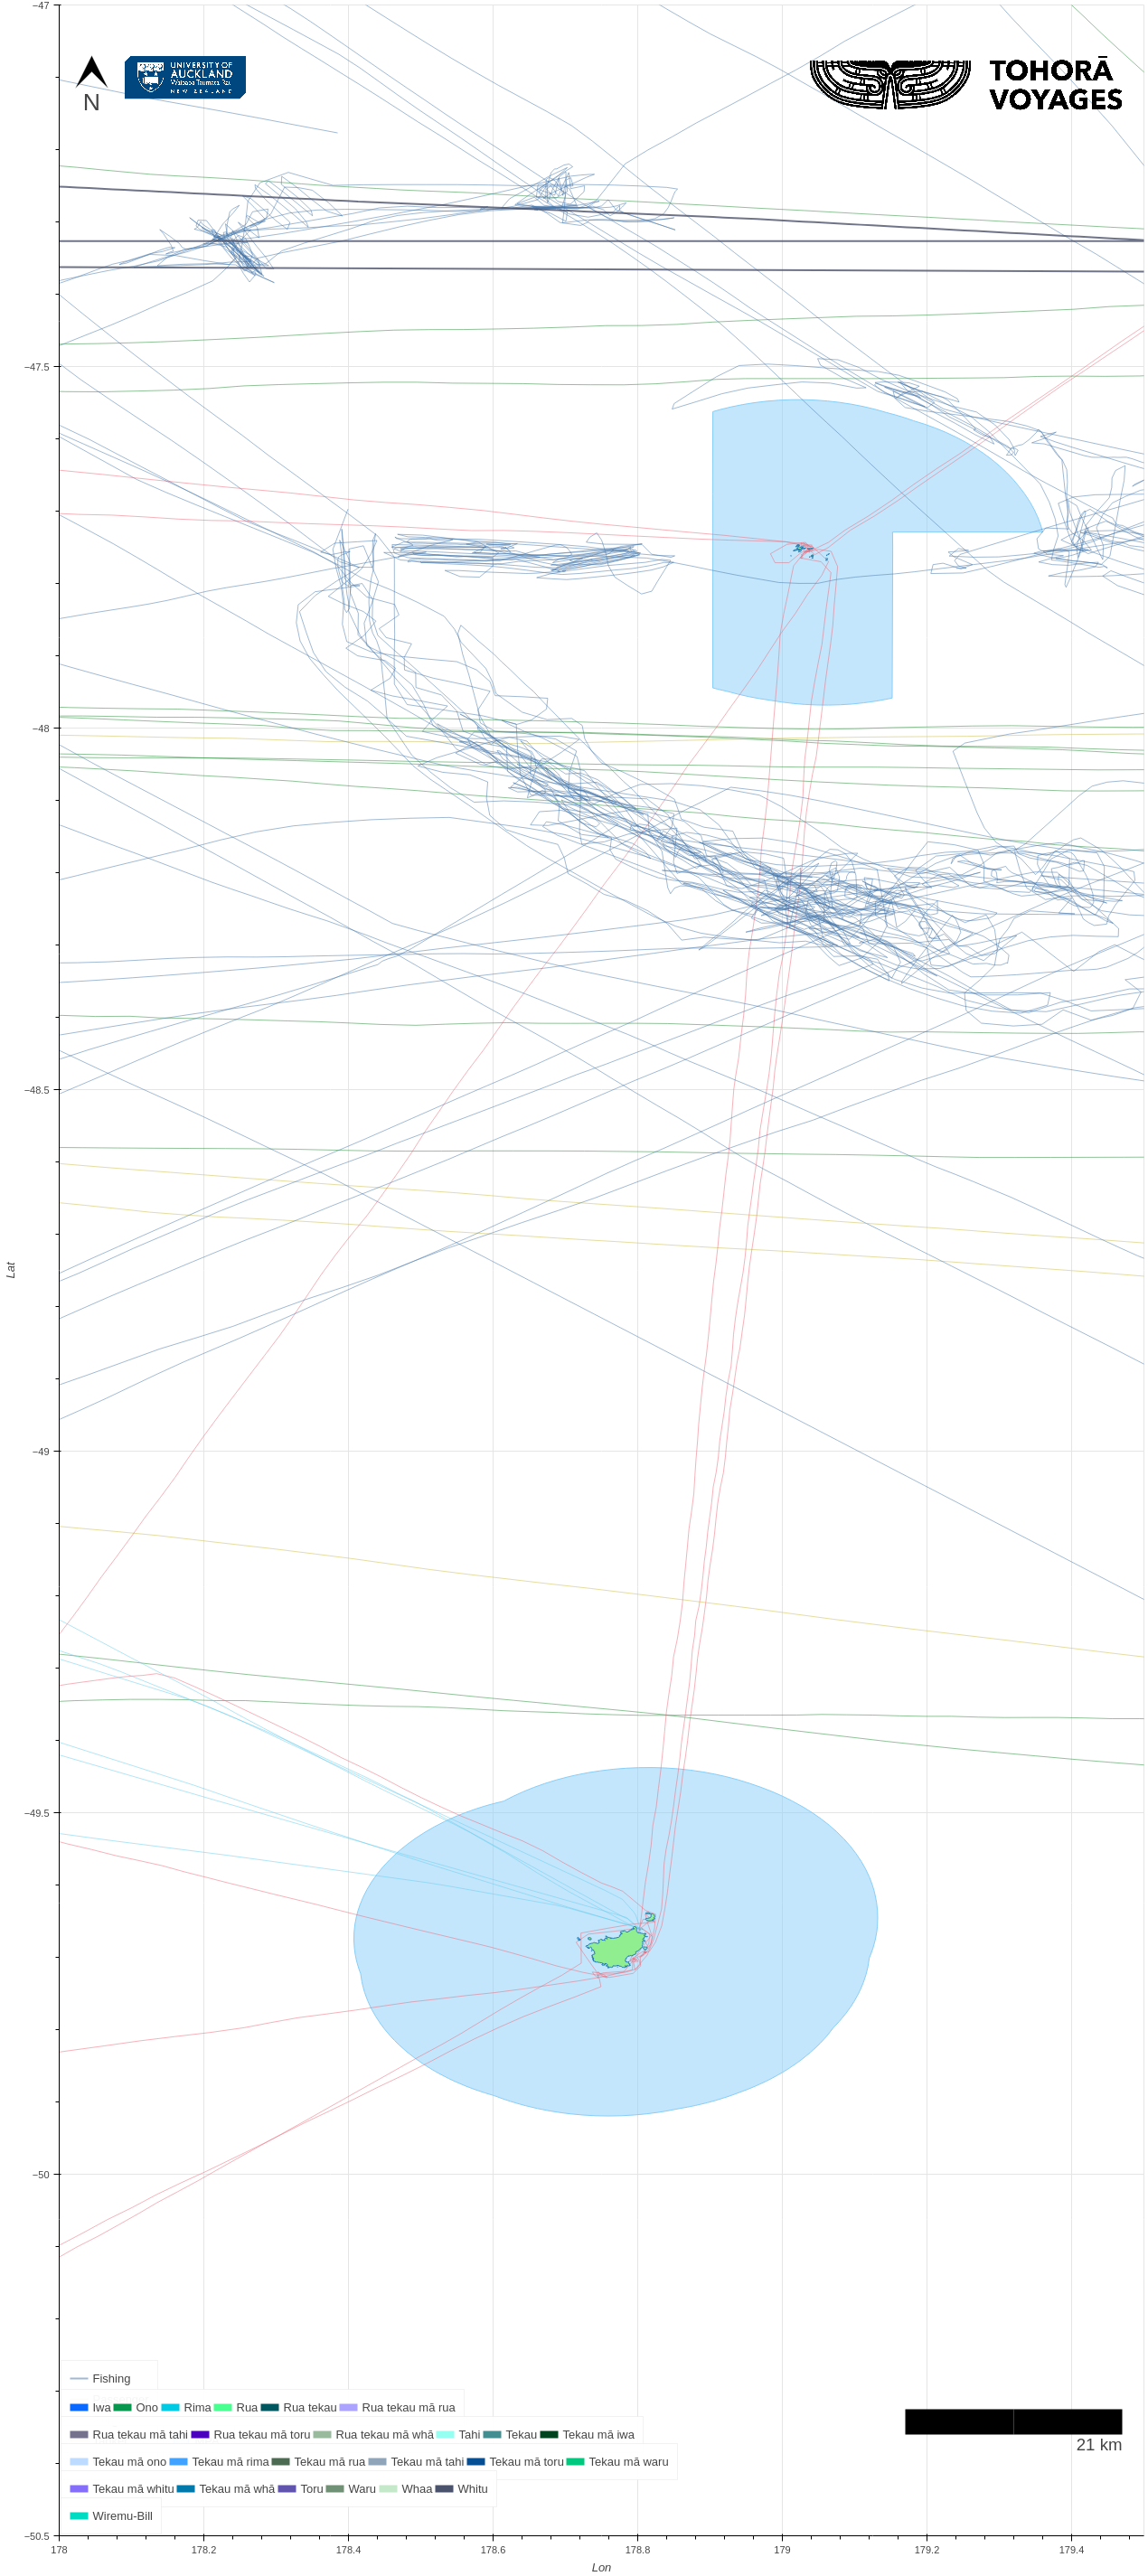 −47
N
UNIVERSITY OF
AUCKLAND
Waipapa Taumata Rau
NEW ZEALAND
TOHORĀ
VOYAGES
−47.5
−48
−48.5
Lat
−49
−49.5
−50
Fishing
Iwa Ono Rima Rua Rua tekau Rua tekau mā rua
Rua tekau mā tahi Rua tekau mā toru Rua tekau mā whā Tahi Tekau Tekau mā iwa
Tekau mā ono Tekau mā rima Tekau mā rua Tekau mā tahi Tekau mā toru Tekau mā waru
Tekau mā whitu Tekau mā whā Toru Waru Whaa Whitu
Wiremu-Bill
21 km
−50.5
178 178.2 178.4 178.6 178.8 179 179.2 179.4
Lon